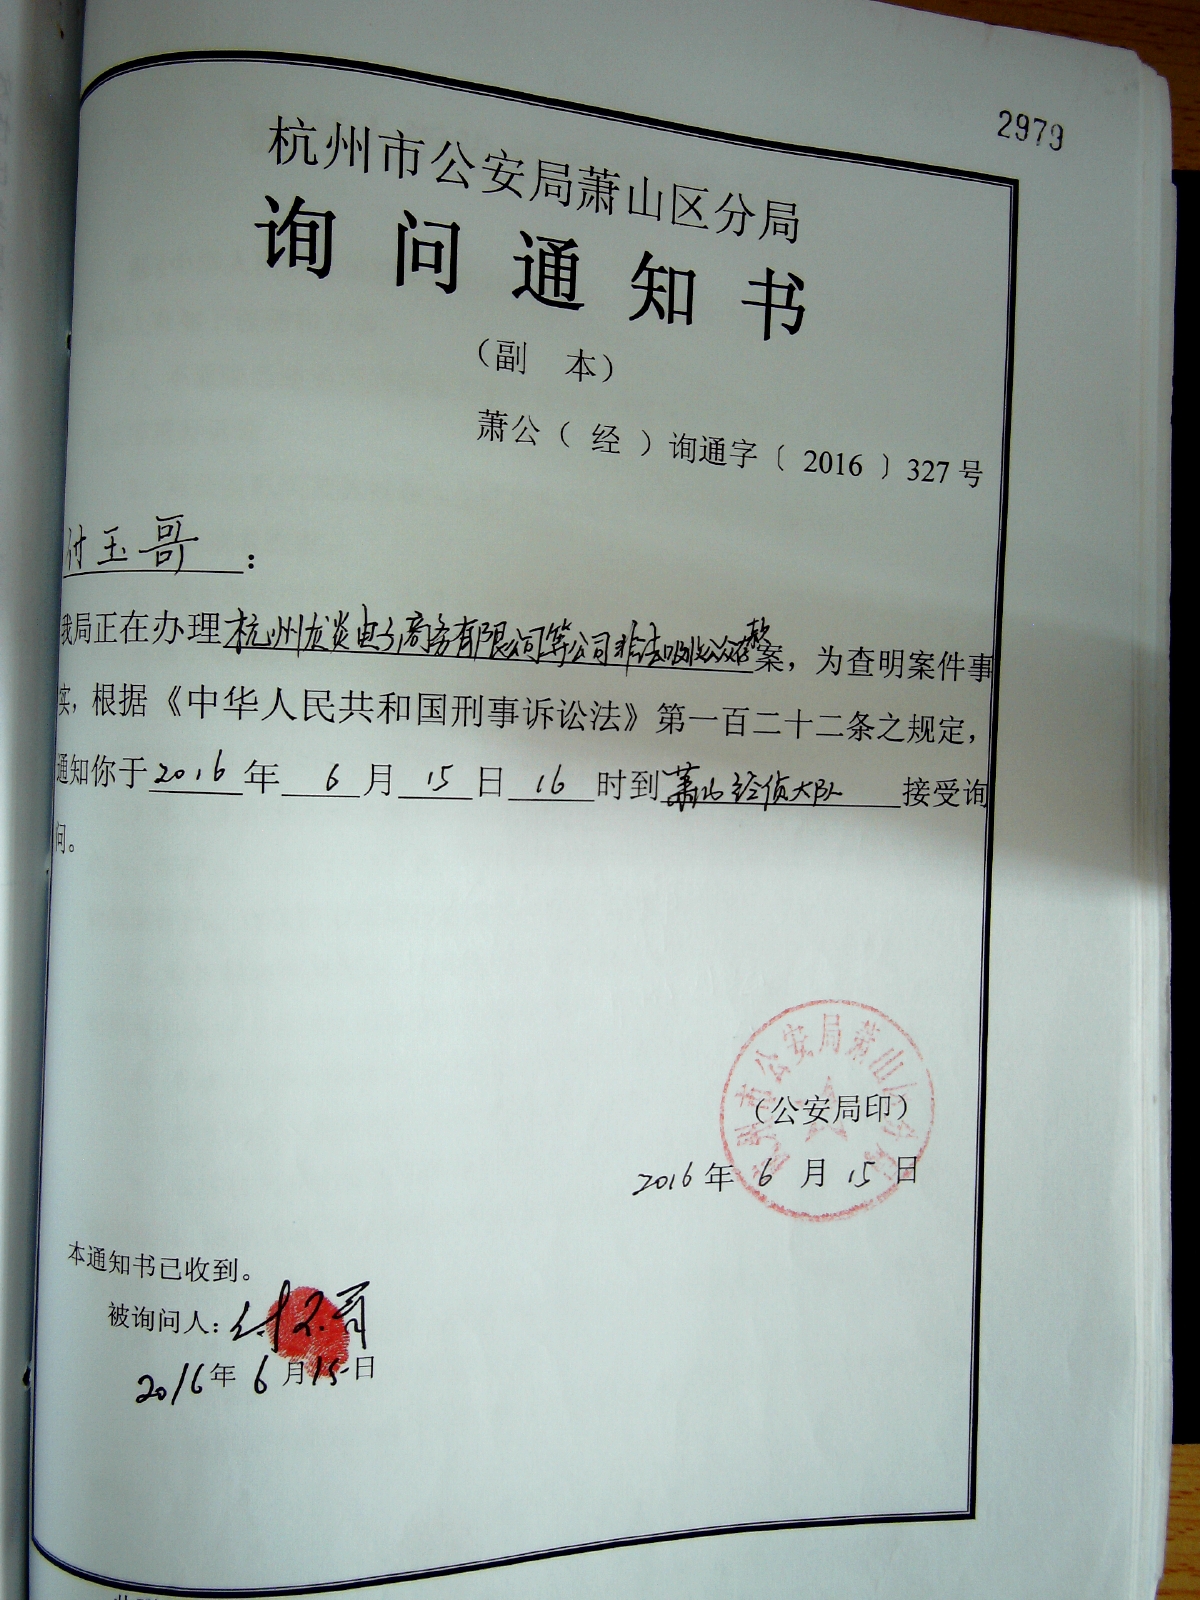 2979
杭州市公安局萧山区分局
询问通知书
（副 本）
萧公（ 经 ）询通字〔 2016 〕327 号
付玉哥：
我局正在办理杭州龙炎电子商务有限公司等公司非法吸收公众存款案，为查明案件事
实，根据《中华人民共和国刑事诉讼法》第一百二十二条之规定，
通知你于2016年6月15日16时到萧山经侦大队接受询
问。
杭州市公安局萧山区分局
（公安局印）
2016年6月15日
本通知书已收到。
被询问人：付玉哥
2016年6月15日